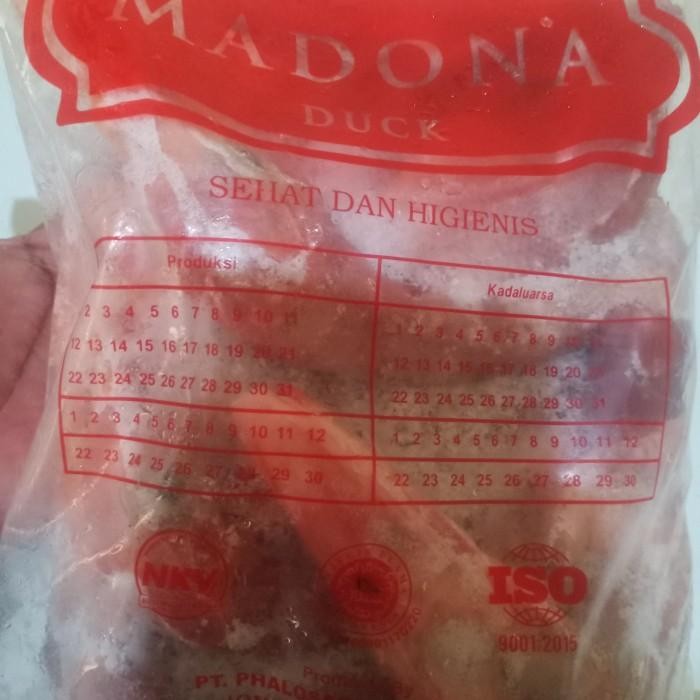 MADONA
DUCK
SEHAT DAN HIGIENIS
Produksi
2 3 4 5 6 7 8 9 10 11
12 13 14 15 16 17 18 19 20 21
22 23 24 25 26 27 28 29 30 31
1 2 3 4 5 6 7 8 9 10 11 12
22 23 24 25 26 27 28 29 30
Kadaluarsa
1 2 3 4 5 6 7 8 9 10
12 13 14 15 16 17 18 19 20
22 23 24 25 26 27 28 29 30 31
1 2 3 4 5 6 7 8 9 10 11 12
22 23 24 25 26 27 28 29 30
NKV
ISO
9001:2015
PT.